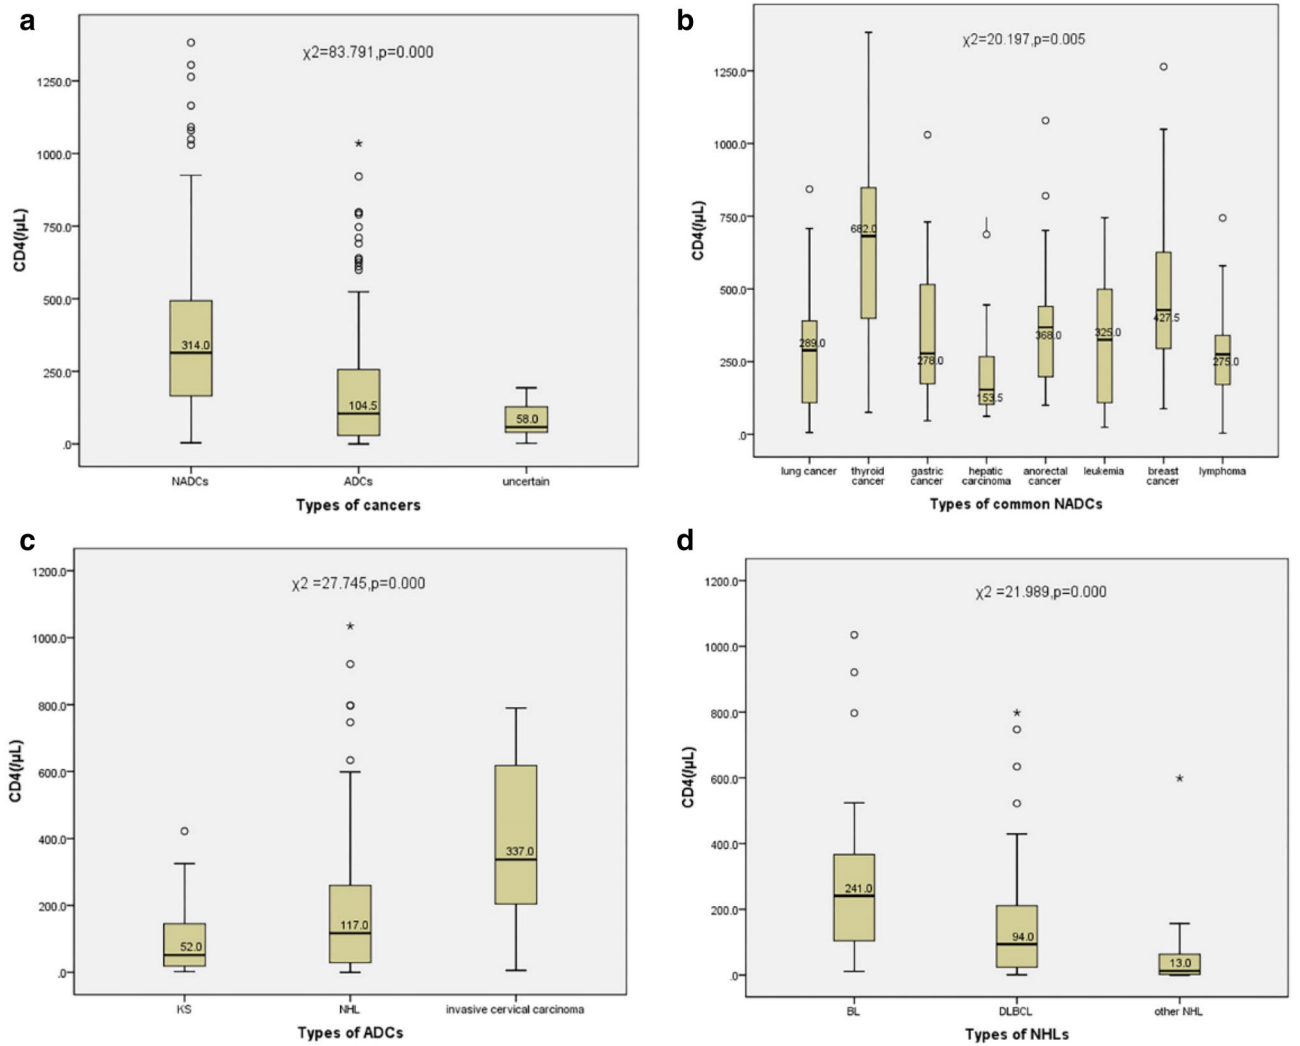 a
χ2=83.791,p=0.000
CD4(/μL)
1250.0
1000.0
750.0
500.0
250.0
.0
314.0
104.5
58.0
NADCs
ADCs
uncertain
Types of cancers
b
χ2=20.197,p=0.005
CD4(/μL)
1250.0
1000.0
750.0
500.0
250.0
.0
289.0
682.0
278.0
153.5
368.0
325.0
427.5
275.0
lung cancer
thyroid
cancer
gastric
cancer
hepatic
carcinoma
anorectal
cancer
leukemia
breast
cancer
lymphoma
Types of common NADCs
c
χ2 =27.745,p=0.000
CD4(/μL)
1200.0
1000.0
800.0
600.0
400.0
200.0
.0
52.0
117.0
337.0
KS
NHL
invasive cervical carcinoma
Types of ADCs
d
χ2 =21.989,p=0.000
CD4(/μL)
1200.0
1000.0
800.0
600.0
400.0
200.0
.0
241.0
94.0
13.0
BL
DLBCL
other NHL
Types of NHLs